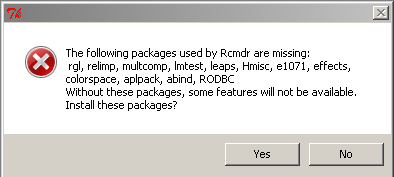 The following packages used by Rcmdr are missing:
rgl, relimp, multcomp, lmtest, leaps, Hmisc, e1071, effects,
colorspace, aplpack, abind, RODBC
Without these packages, some features will not be available.
Install these packages?
Yes No